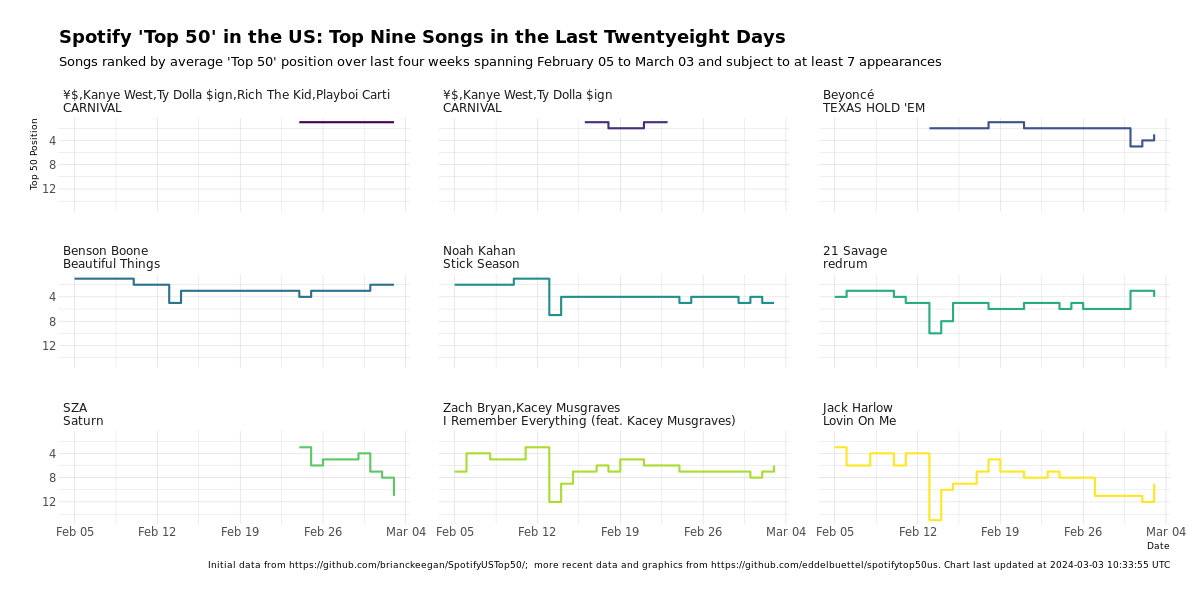 Spotify 'Top 50' in the US: Top Nine Songs in the Last Twentyeight Days
Songs ranked by average 'Top 50' position over last four weeks spanning February 05 to March 03 and subject to at least 7 appearances
¥$,Kanye West,Ty Dolla $ign,Rich The Kid,Playboi Carti
CARNIVAL
¥$,Kanye West,Ty Dolla $ign
CARNIVAL
Beyoncé
TEXAS HOLD 'EM
Top 50 Position
4
8
12
Benson Boone
Beautiful Things
Noah Kahan
Stick Season
21 Savage
redrum
4
8
12
SZA
Saturn
Zach Bryan,Kacey Musgraves
I Remember Everything (feat. Kacey Musgraves)
Jack Harlow
Lovin On Me
4
8
12
Feb 05 Feb 12 Feb 19 Feb 26 Mar 04 Feb 05 Feb 12 Feb 19 Feb 26 Mar 04 Feb 05 Feb 12 Feb 19 Feb 26 Mar 04
Date
Initial data from https://github.com/brianckeegan/SpotifyUSTop50/;  more recent data and graphics from https://github.com/eddelbuettel/spotifytop50us. Chart last updated at 2024-03-03 10:33:55 UTC